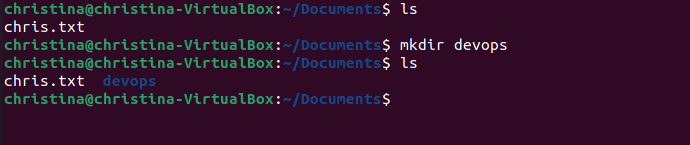 christina@christina-VirtualBox:~/Documents$ ls
chris.txt
christina@christina-VirtualBox:~/Documents$ mkdir devops
christina@christina-VirtualBox:~/Documents$ ls
chris.txt  devops
christina@christina-VirtualBox:~/Documents$